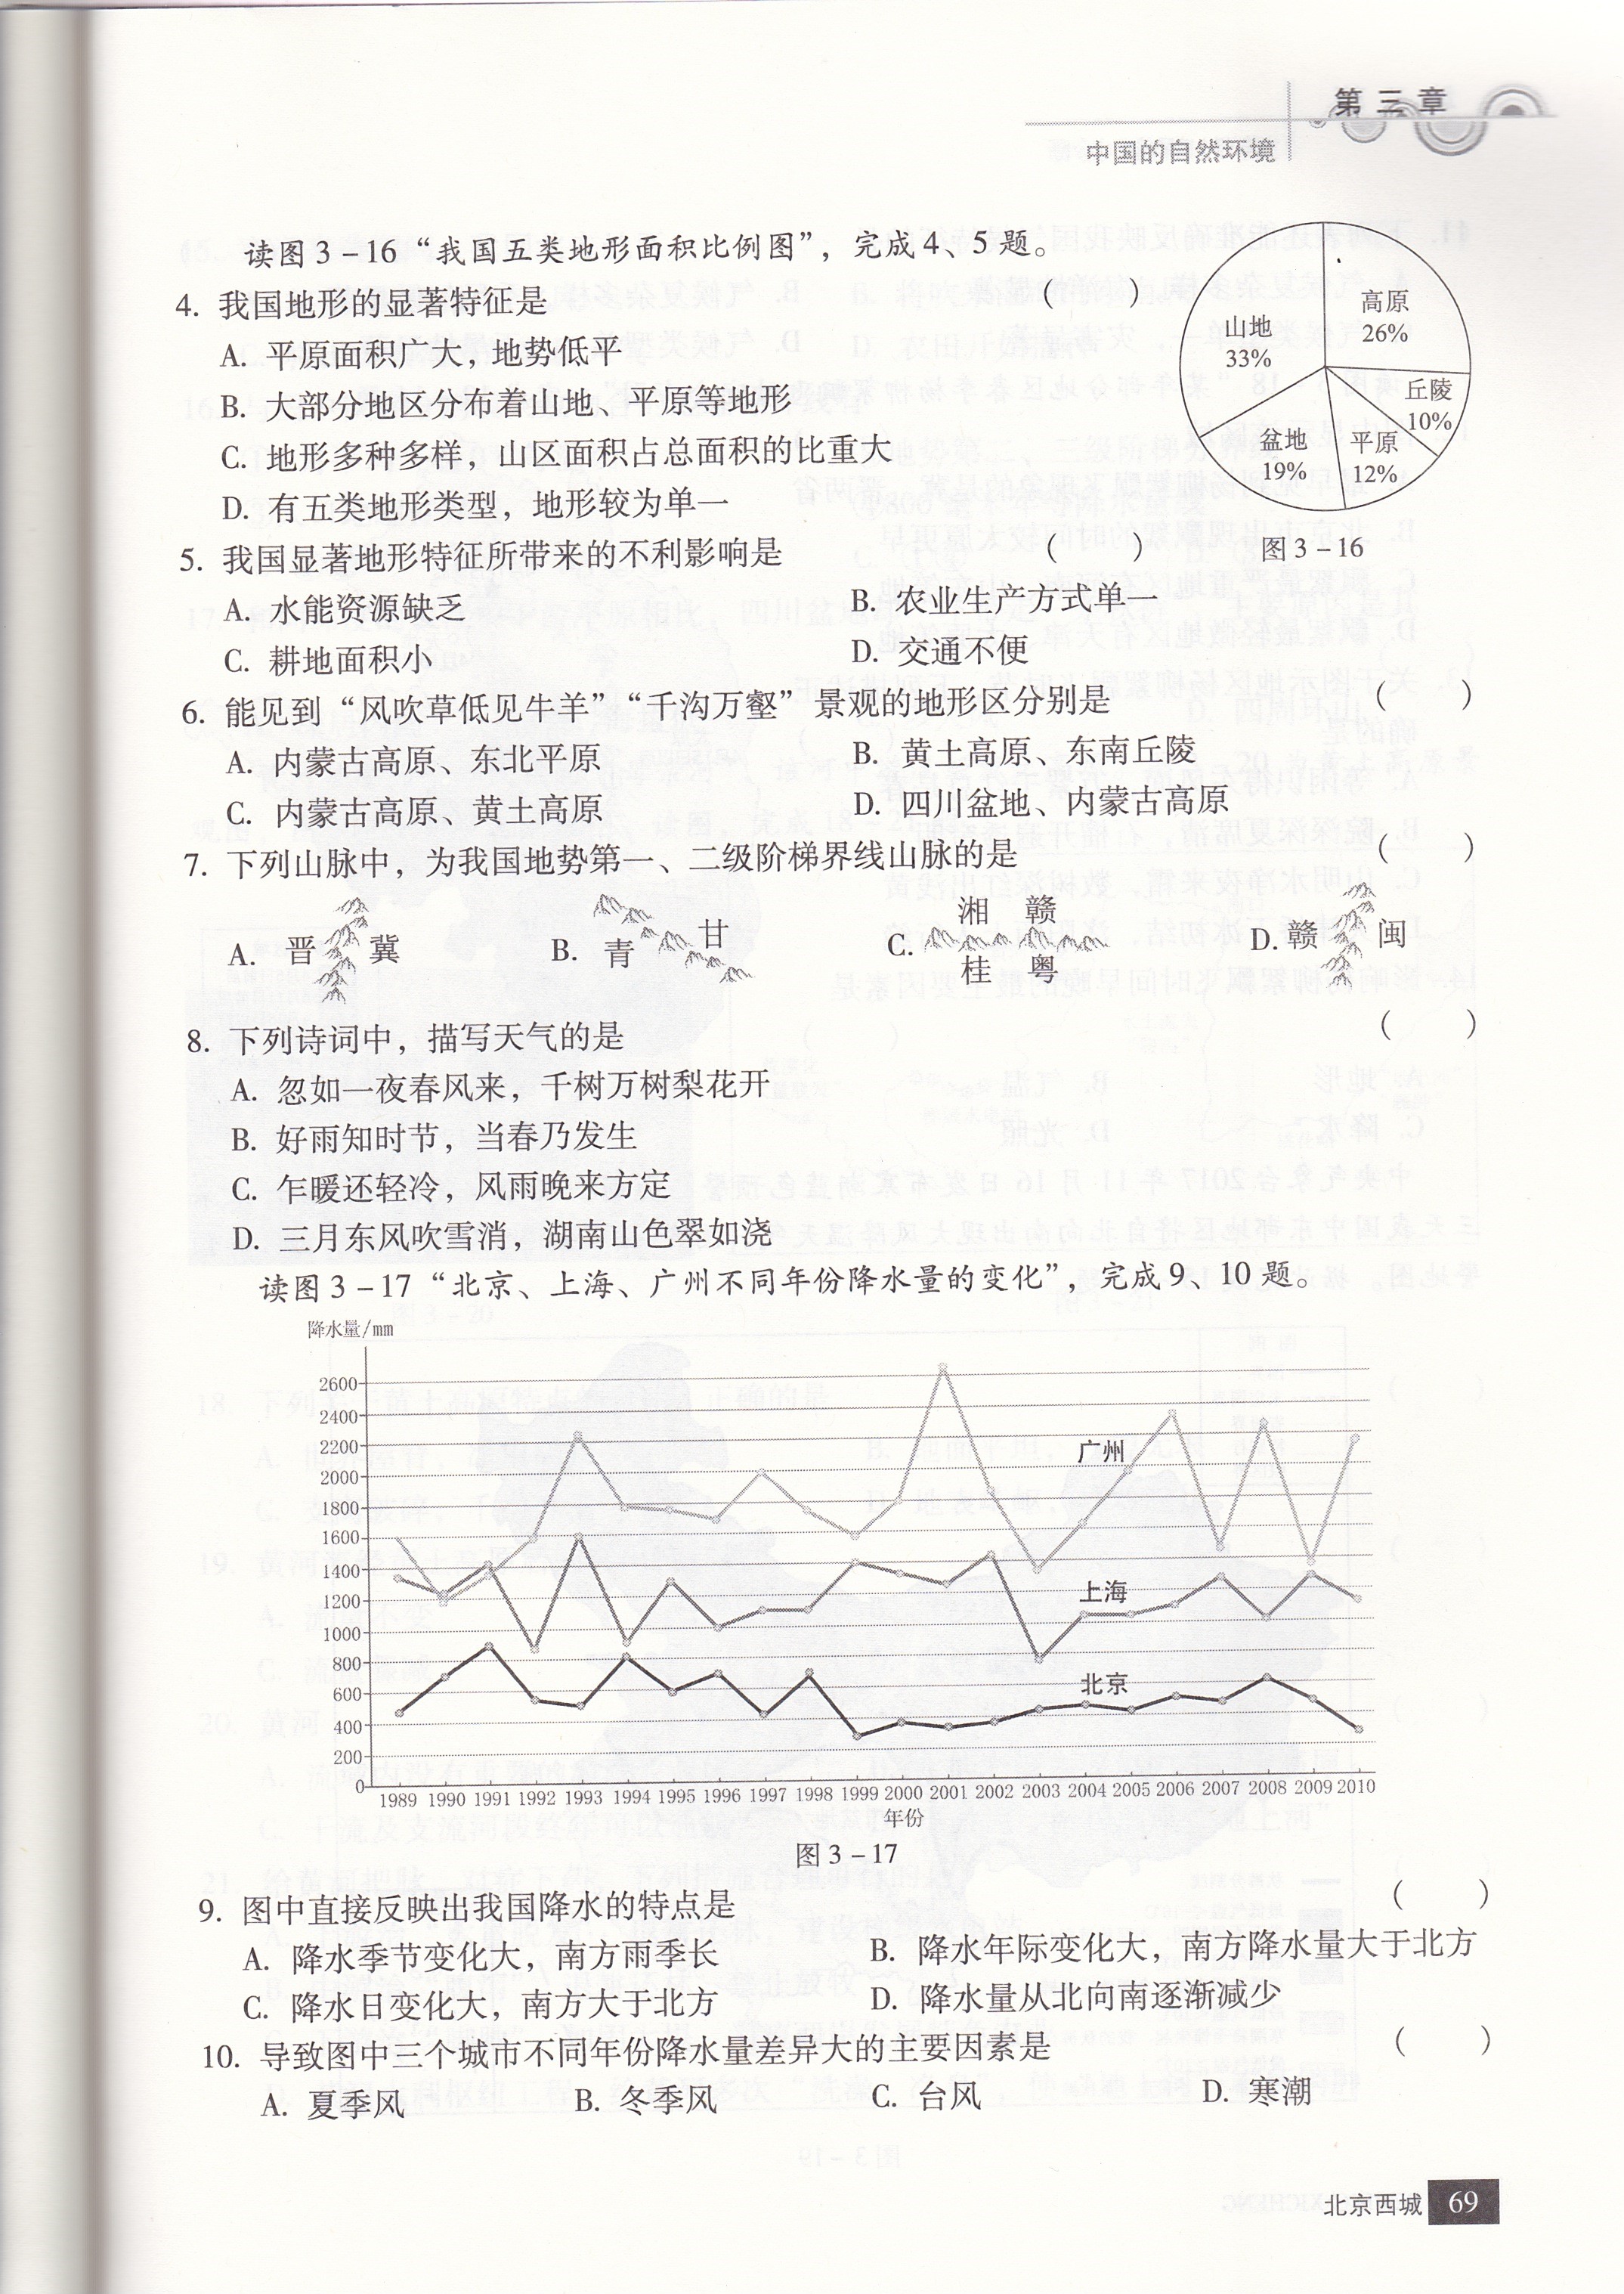 第三章
中国的自然环境
读图3-16“我国五类地形面积比例图”，完成4、5题。
4. 我国地形的显著特征是 （ ）
A. 平原面积广大，地势低平
B. 大部分地区分布着山地、平原等地形
C. 地形多种多样，山区面积占总面积的比重大
D. 有五类地形类型，地形较为单一
山地
33%
高原
26%
丘陵
10%
平原
12%
盆地
19%
图3-16
5. 我国显著地形特征所带来的不利影响是 （ ）
A. 水能资源缺乏 B. 农业生产方式单一
C. 耕地面积小 D. 交通不便
6. 能见到“风吹草低见牛羊”“千沟万壑”景观的地形区分别是 （ ）
A. 内蒙古高原、东北平原 B. 黄土高原、东南丘陵
C. 内蒙古高原、黄土高原 D. 四川盆地、内蒙古高原
7. 下列山脉中，为我国地势第一、二级阶梯界线山脉的是 （ ）
A. 晋 冀 B. 青 甘 C. 湘 赣 桂 粤 D. 赣 闽
8. 下列诗词中，描写天气的是 （ ）
A. 忽如一夜春风来，千树万树梨花开
B. 好雨知时节，当春乃发生
C. 乍暖还轻冷，风雨晚来方定
D. 三月东风吹雪消，湖南山色翠如浇
读图3-17“北京、上海、广州不同年份降水量的变化”，完成9、10题。
降水量/mm
2600
2400
2200
2000
1800
1600
1400
1200
1000
800
600
400
200
0
广州
上海
北京
1989 1990 1991 1992 1993 1994 1995 1996 1997 1998 1999 2000 2001 2002 2003 2004 2005 2006 2007 2008 2009 2010
年份
图3-17
9. 图中直接反映出我国降水的特点是 （ ）
A. 降水季节变化大，南方雨季长 B. 降水年际变化大，南方降水量大于北方
C. 降水日变化大，南方大于北方 D. 降水量从北向南逐渐减少
10. 导致图中三个城市不同年份降水量差异大的主要因素是 （ ）
A. 夏季风 B. 冬季风 C. 台风 D. 寒潮
北京西城 69